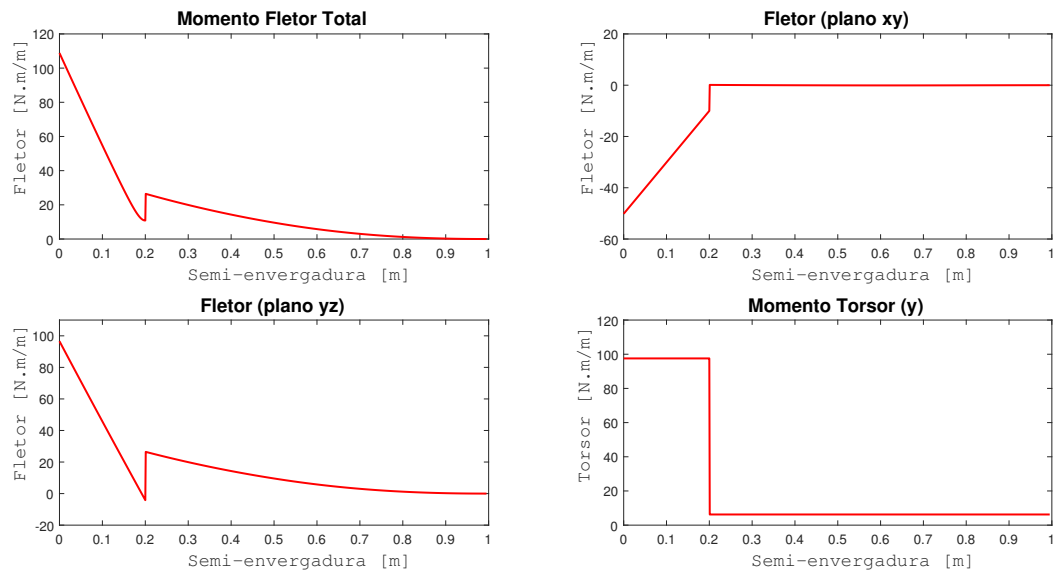 Momento Fletor Total
120
100
80
60
40
20
0
Fletor [N.m/m]
0 0.1 0.2 0.3 0.4 0.5 0.6 0.7 0.8 0.9 1
Semi-envergadura [m]
Fletor (plano xy)
20
0
-20
-40
-60
Fletor [N.m/m]
0 0.1 0.2 0.3 0.4 0.5 0.6 0.7 0.8 0.9 1
Semi-envergadura [m]
Fletor (plano yz)
100
80
60
40
20
0
-20
Fletor [N.m/m]
0 0.1 0.2 0.3 0.4 0.5 0.6 0.7 0.8 0.9 1
Semi-envergadura [m]
Momento Torsor (y)
120
100
80
60
40
20
0
Torsor [N.m/m]
0 0.1 0.2 0.3 0.4 0.5 0.6 0.7 0.8 0.9 1
Semi-envergadura [m]